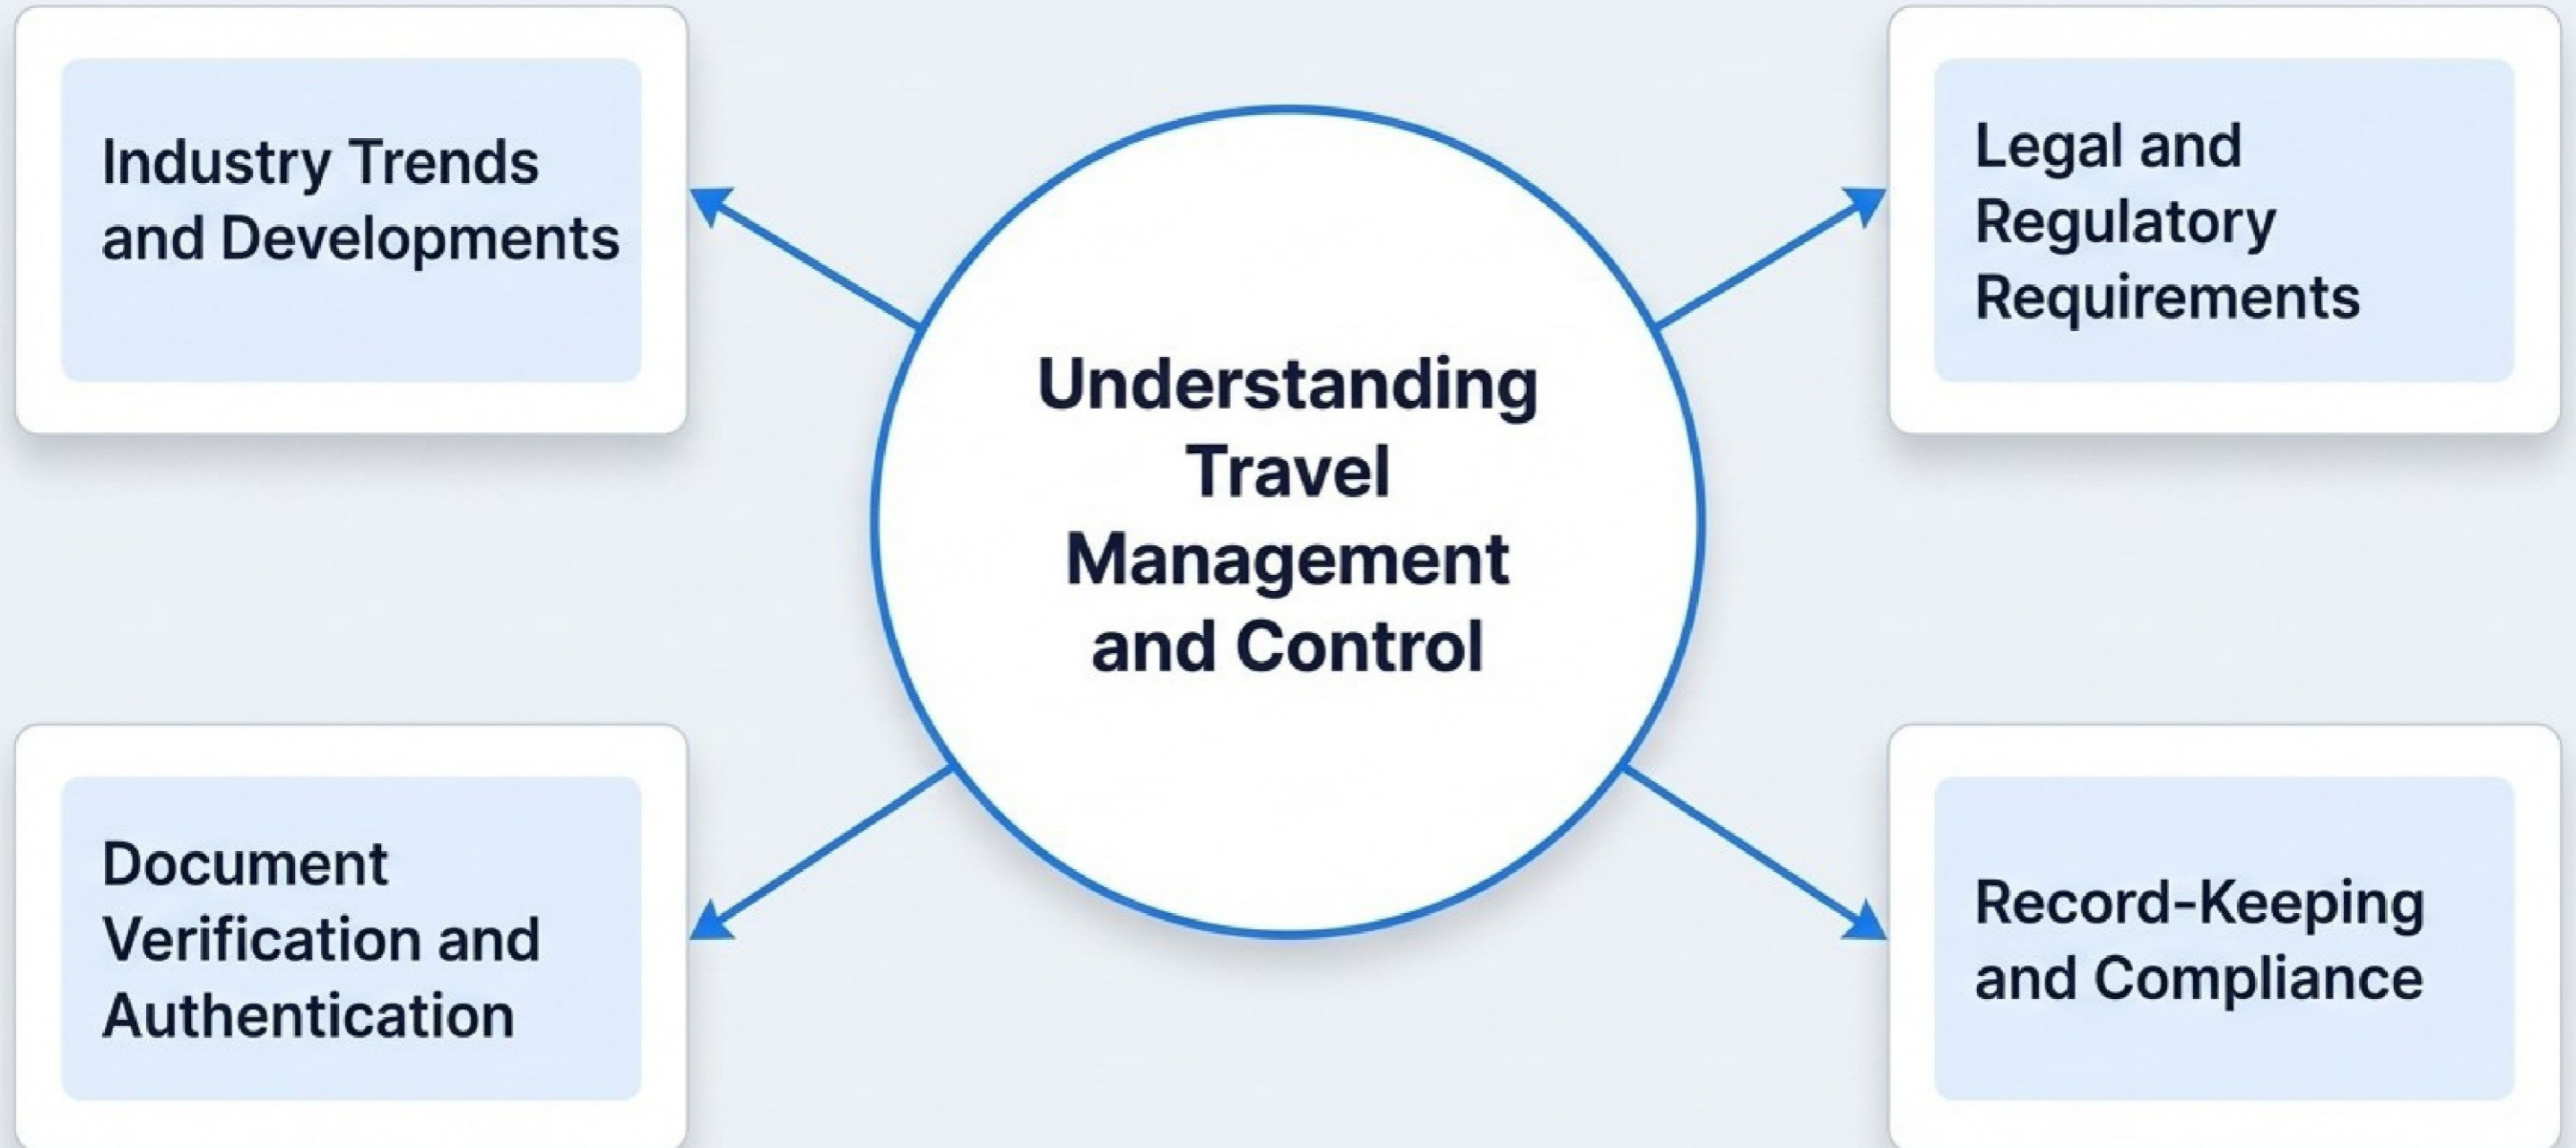 Industry Trends
and Developments
Legal and
Regulatory
Requirements
Understanding
Travel
Management
and Control
Document
Verification and
Authentication
Record-Keeping
and Compliance